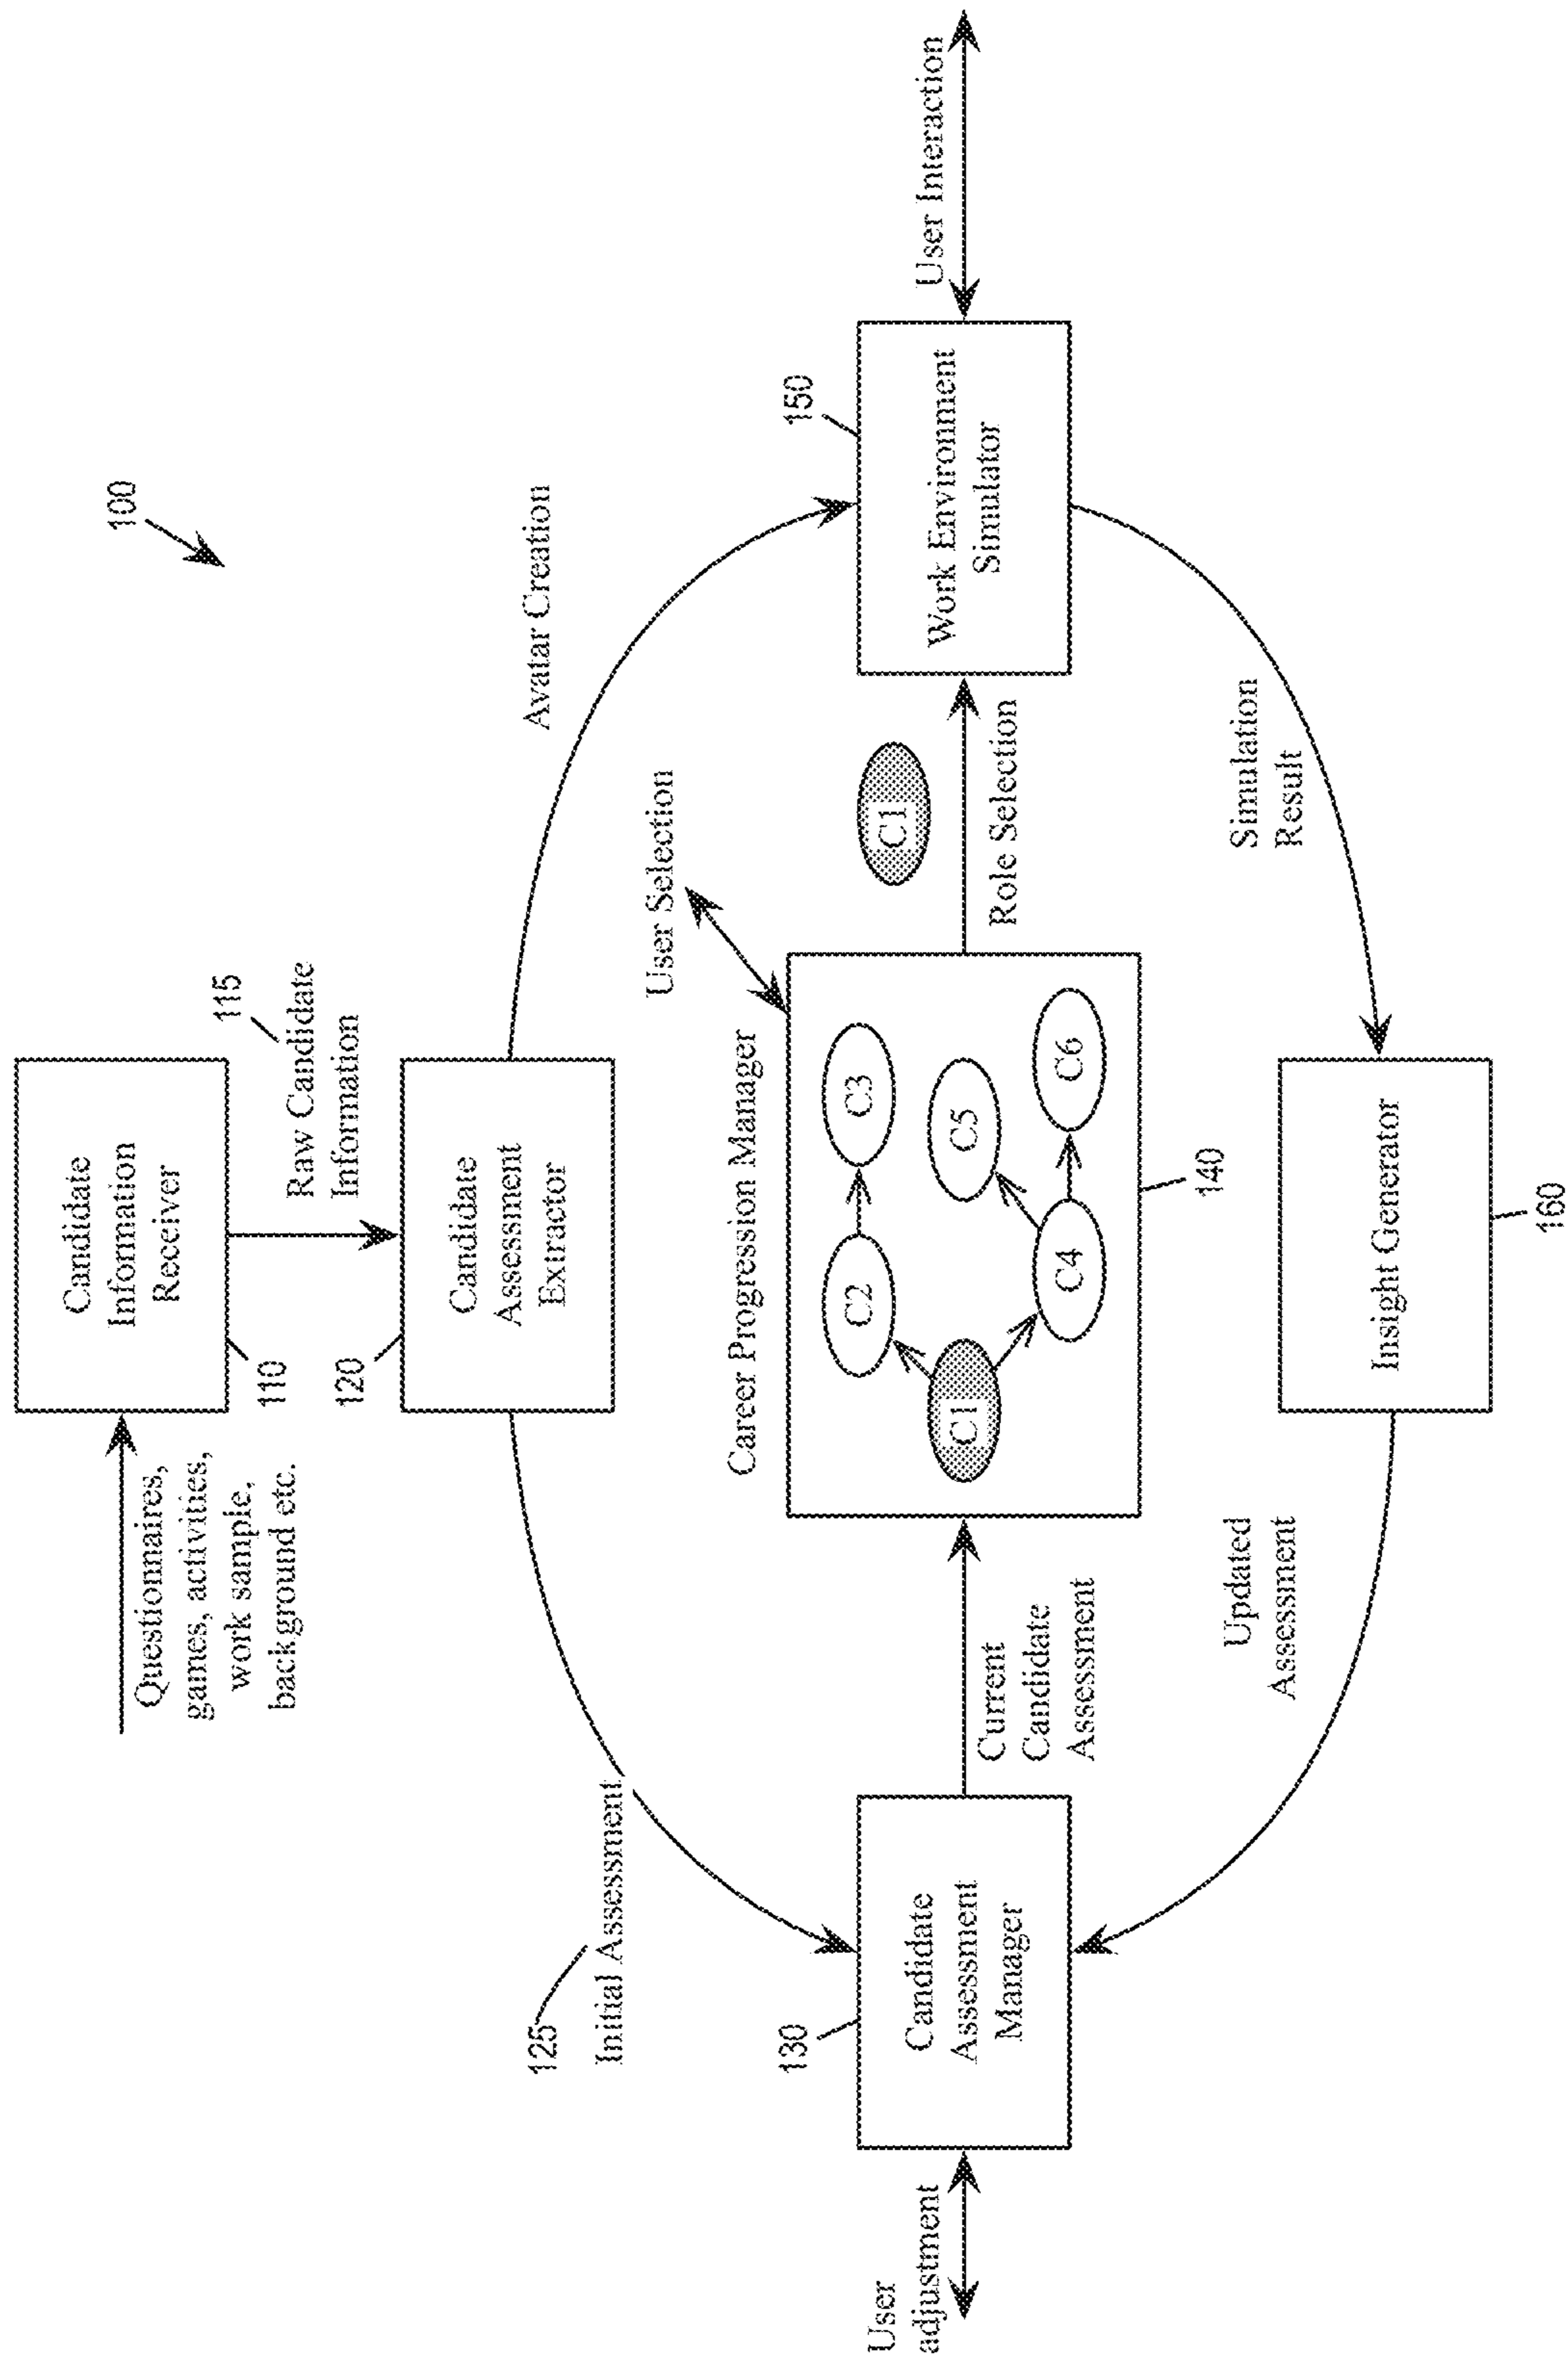 100
Questionnaires,
games, activities,
work sample,
background etc.
Candidate
Information
Receiver
110
115
Raw Candidate
Information
120
Candidate
Assessment
Extractor
125
Initial Assessment
Avatar Creation
User Selection
Career Progression Manager
C1
C2
C3
C4
C5
C6
140
User
adjustment
130
Candidate
Assessment
Manager
Current
Candidate
Assessment
C1
Role Selection
150
Work Environment
Simulator
User Interaction
Updated
Assessment
Insight Generator
160
Simulation
Result